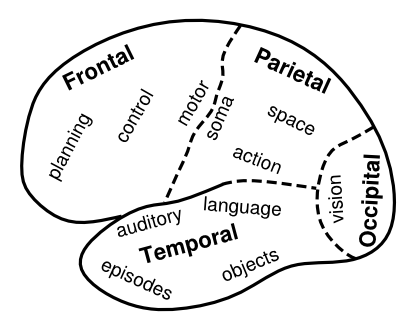 Frontal
planning
control
motor
soma
Parietal
space
action
vision
Occipital
auditory
language
Temporal
episodes
objects